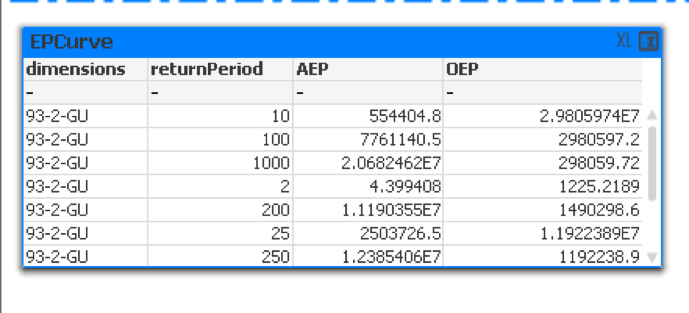 EPCurve XL
dimensions returnPeriod AEP OEP
- - - -
93-2-GU 10 554404.8 2.9805974E7
93-2-GU 100 7761140.5 2980597.2
93-2-GU 1000 2.0682462E7 298059.72
93-2-GU 2 4.399408 1225.2189
93-2-GU 200 1.1190355E7 1490298.6
93-2-GU 25 2503726.5 1.1922389E7
93-2-GU 250 1.2385406E7 1192238.9